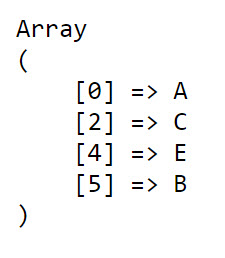 Array
(
    [0] => A
    [2] => C
    [4] => E
    [5] => B
)